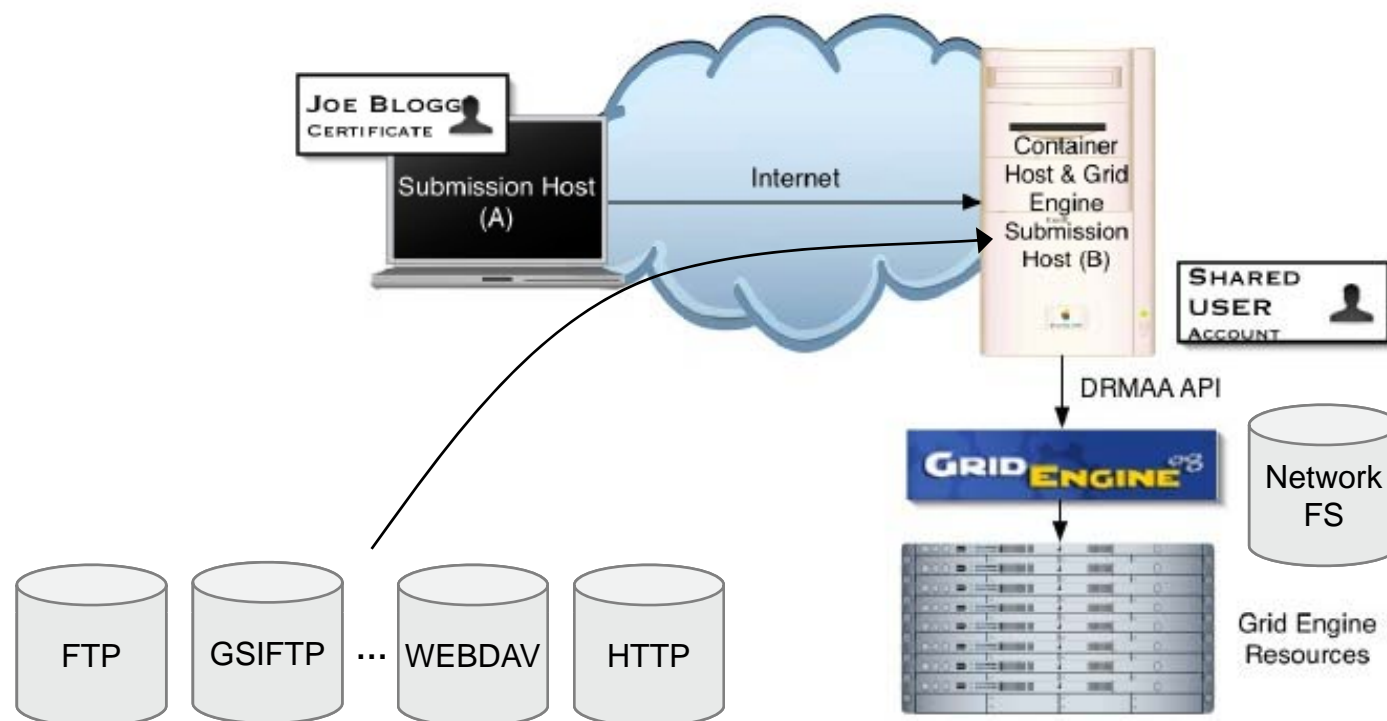 JOE BLOGG
CERTIFICATE
Submission Host
(A)
Internet
Container
Host & Grid
Engine
Submission
Host (B)
SHARED
USER
ACCOUNT
DRMAA API
GRID ENGINE
Network
FS
FTP
GSIFTP
...
WEBDAV
HTTP
Grid Engine
Resources